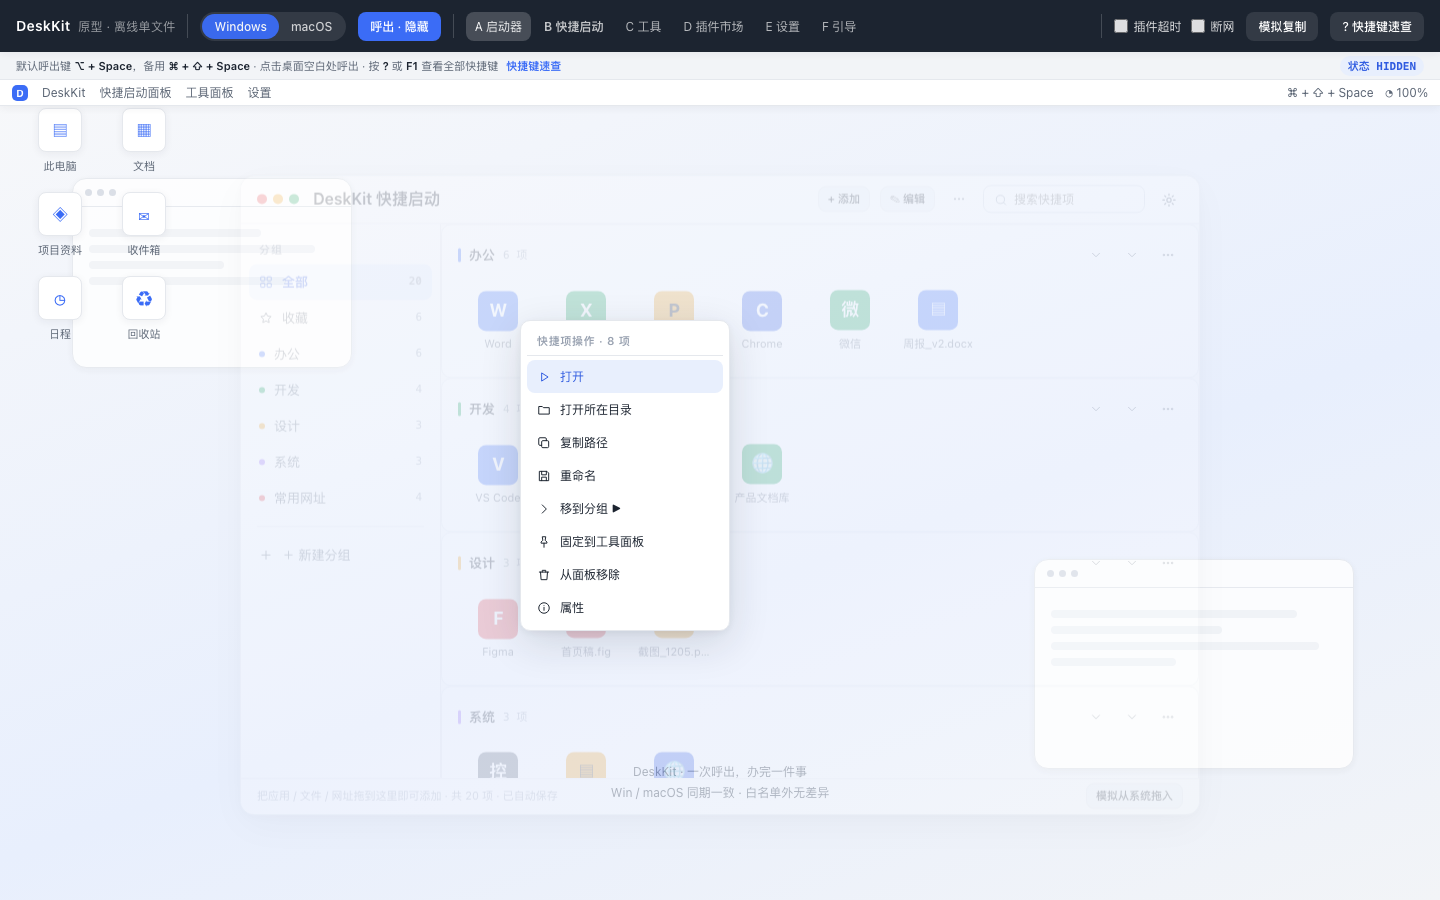 DeskKit 原型 · 离线单文件 Windows macOS 呼出 · 隐藏 A 启动器 B 快捷启动 C 工具 D 插件市场 E 设置 F 引导 插件超时 断网 模拟复制 ? 快捷键速查
默认呼出键 ⌥ + Space，备用 ⌘ + ⇧ + Space · 点击桌面空白处呼出 · 按 ? 或 F1 查看全部快捷键 快捷键速查 状态 HIDDEN
D DeskKit 快捷启动面板 工具面板 设置 ⌘ + ⇧ + Space 100%
此电脑 文档
项目资料 收件箱
日程 回收站
DeskKit 快捷启动 + 添加 编辑 ··· 搜索快捷项
分组
全部 20
收藏 6
办公 6
开发 4
设计 3
系统 3
常用网址 4
+ + 新建分组
办公 6 项 ···
W X P C 微
Word Chrome 微信 周报_v2.docx
开发 4 ···
V
VS Code 产品文档库
设计 3 ···
F
Figma 首页稿.fig 截图_1205.p...
系统 3 项 ···
控
快捷项操作 · 8 项
打开
打开所在目录
复制路径
重命名
移到分组 ▶
固定到工具面板
从面板移除
属性
DeskKit · 一次呼出，办完一件事
Win / macOS 同期一致 · 白名单外无差异
把应用 / 文件 / 网址拖到这里即可添加 · 共 20 项 · 已自动保存 模拟从系统拖入